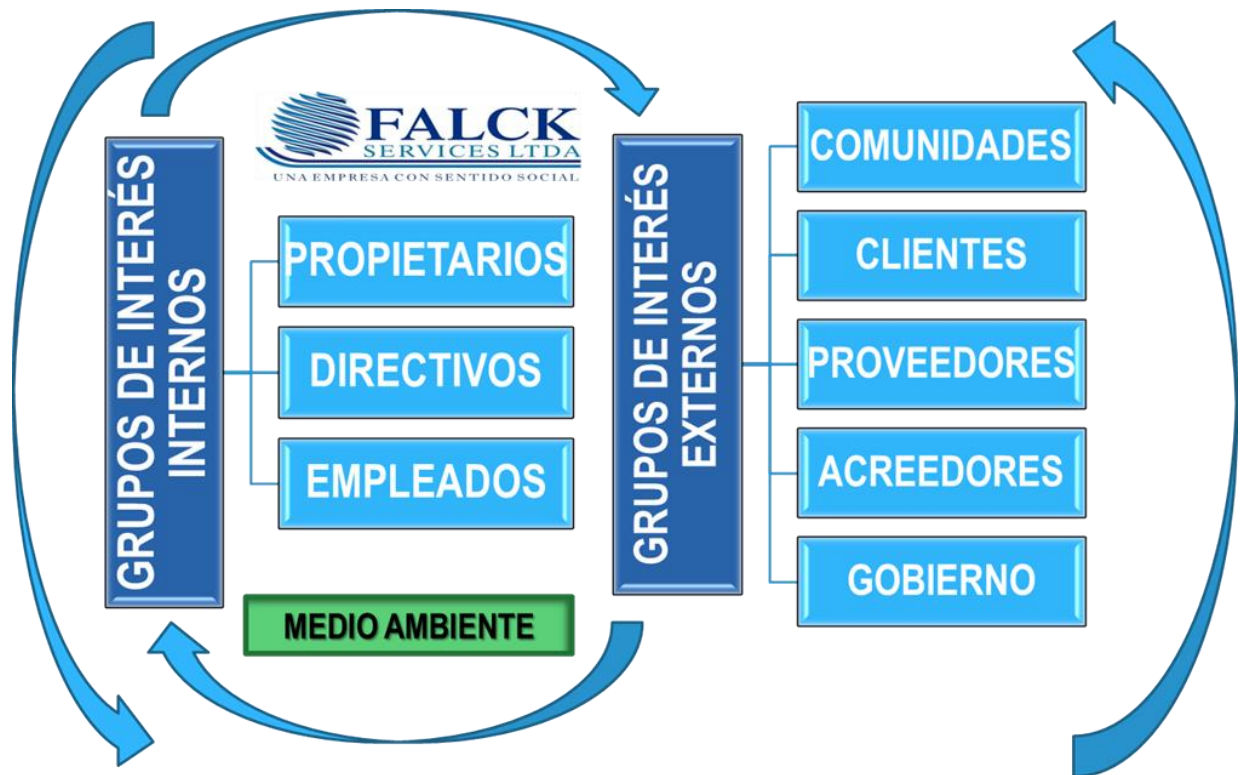 FALCK
SERVICES LTDA
UNA EMPRESA CON SENTIDO SOCIAL
GRUPOS DE INTERÉS
INTERNOS
PROPIETARIOS
DIRECTIVOS
EMPLEADOS
MEDIO AMBIENTE
GRUPOS DE INTERÉS
EXTERNOS
COMUNIDADES
CLIENTES
PROVEEDORES
ACREEDORES
GOBIERNO